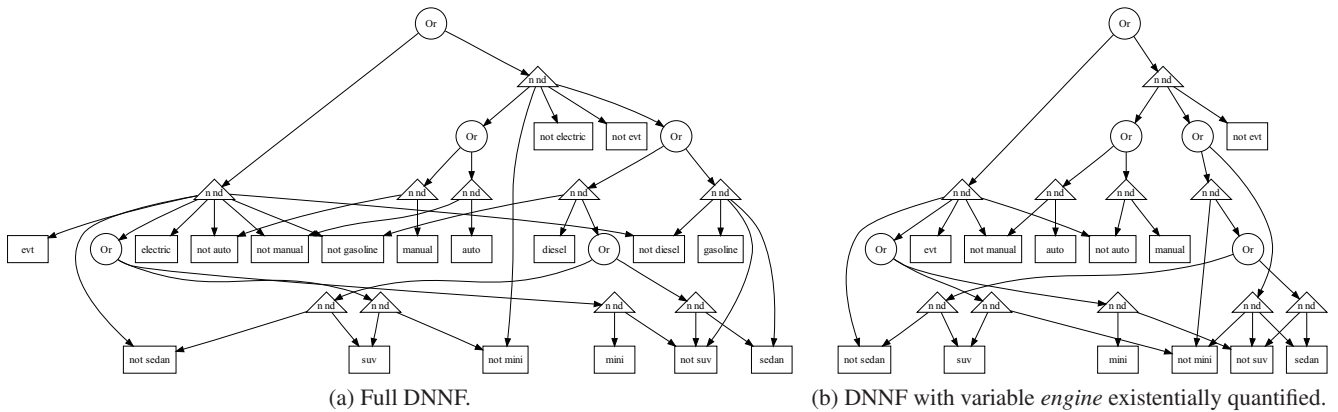 Or
Or
n nd
n nd
Or
not electric
not evt
Or
Or
Or
not evt
n nd
n nd
n nd
n nd
n nd
n nd
n nd
n nd
n nd
evt
Or
electric
not auto
not manual
not gasoline
manual
auto
diesel
Or
not diesel
gasoline
Or
evt
not manual
auto
not auto
manual
Or
n nd
n nd
n nd
n nd
n nd
n nd
n nd
n nd
n nd
not sedan
suv
not mini
mini
not suv
sedan
not sedan
suv
mini
not mini
not suv
sedan
(a) Full DNNF.
(b) DNNF with variable engine existentially quantified.